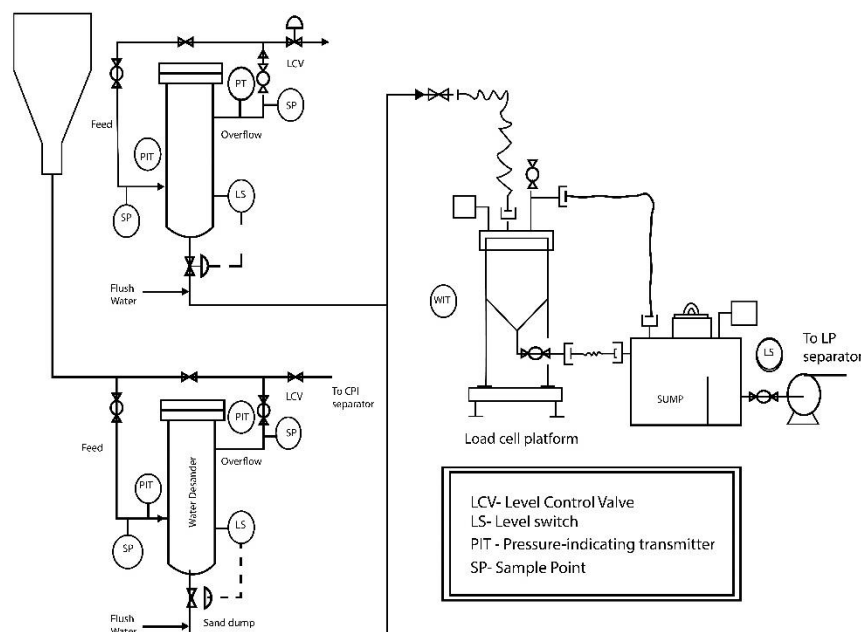 LCV
PT
SP
Feed
Overflow
PIT
LS
SP
Flush
Water
WIT
To LP
separator
LS
SUMP
To CPI
separator
LCV
PIT
SP
Load cell platform
Feed
Overflow
Water Desander
PIT
LS
SP
LCV- Level Control Valve
LS- Level switch
PIT - Pressure-indicating transmitter
SP- Sample Point
Flush
Water
Sand dump